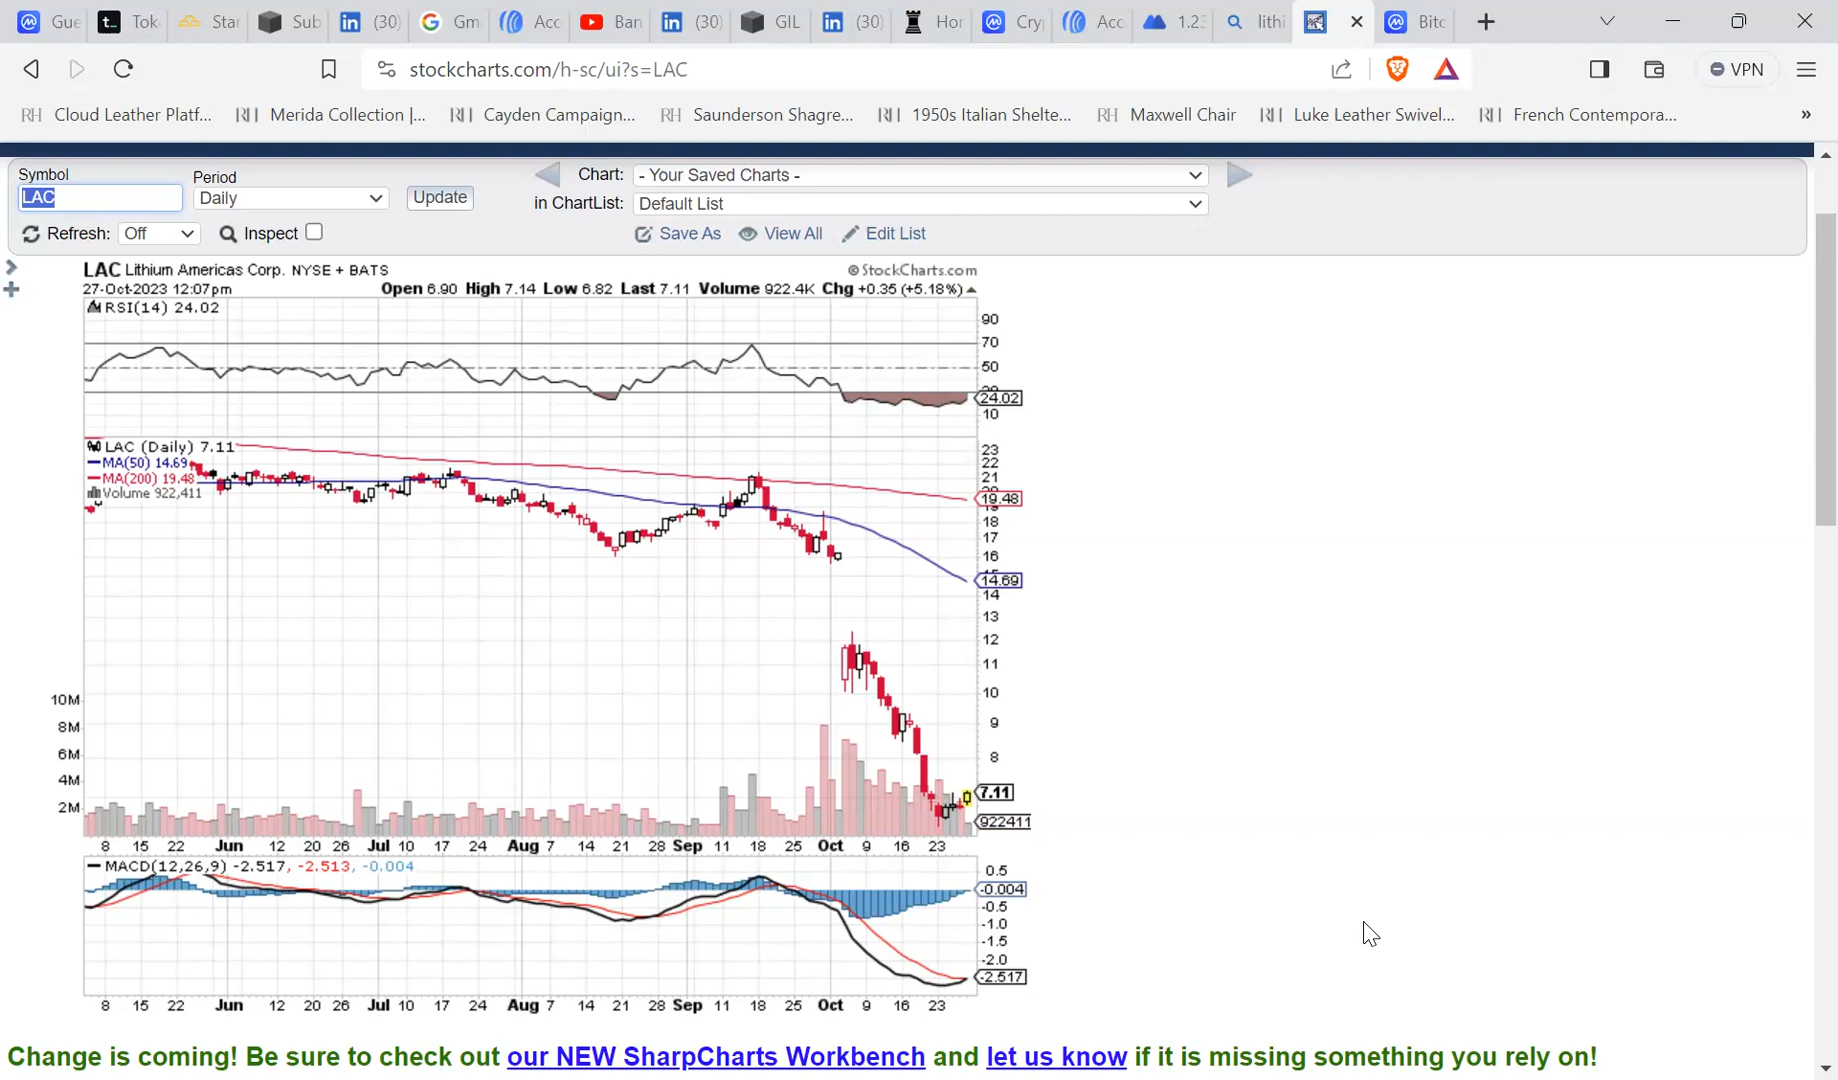 Gue Tok Star Sub (30) Gm Acc Ban (30) GIL (30) Hor Cry Acc 1.23 lithi Bitc
stockcharts.com/h-sc/ui?s=LAC VPN
RH Cloud Leather Platf... RH Merida Collection |... RH Cayden Campaign... RH Saunderson Shagre... RH 1950s Italian Shelte... RH Maxwell Chair RH Luke Leather Swivel... RH French Contempora... »
Symbol Period Chart: - Your Saved Charts -
LAC Daily Update in ChartList: Default List
Refresh: Off Inspect Save As View All Edit List
LAC Lithium Americas Corp. NYSE + BATS © StockCharts.com
27-Oct-2023 12:07pm Open 6.90 High 7.14 Low 6.82 Last 7.11 Volume 922.4K Chg +0.35 (+5.18%)
RSI(14) 24.02
90
70
50
24.02
10
LAC (Daily) 7.11
MA(50) 14.69
MA(200) 19.48
Volume 922,411
23
22
21
19.48
18
17
16
14.69
14
13
12
11
10
9
8
7.11
922411
10M
8M
6M
4M
2M
8 15 22 Jun 12 20 26 Jul 10 17 24 Aug 7 14 21 28 Sep 11 18 25 Oct 9 16 23
MACD(12,26,9) -2.517, -2.513, -0.004
0.5
-0.004
-0.5
-1.0
-1.5
-2.0
-2.517
8 15 22 Jun 12 20 26 Jul 10 17 24 Aug 7 14 21 28 Sep 11 18 25 Oct 9 16 23
Change is coming! Be sure to check out our NEW SharpCharts Workbench and let us know if it is missing something you rely on!